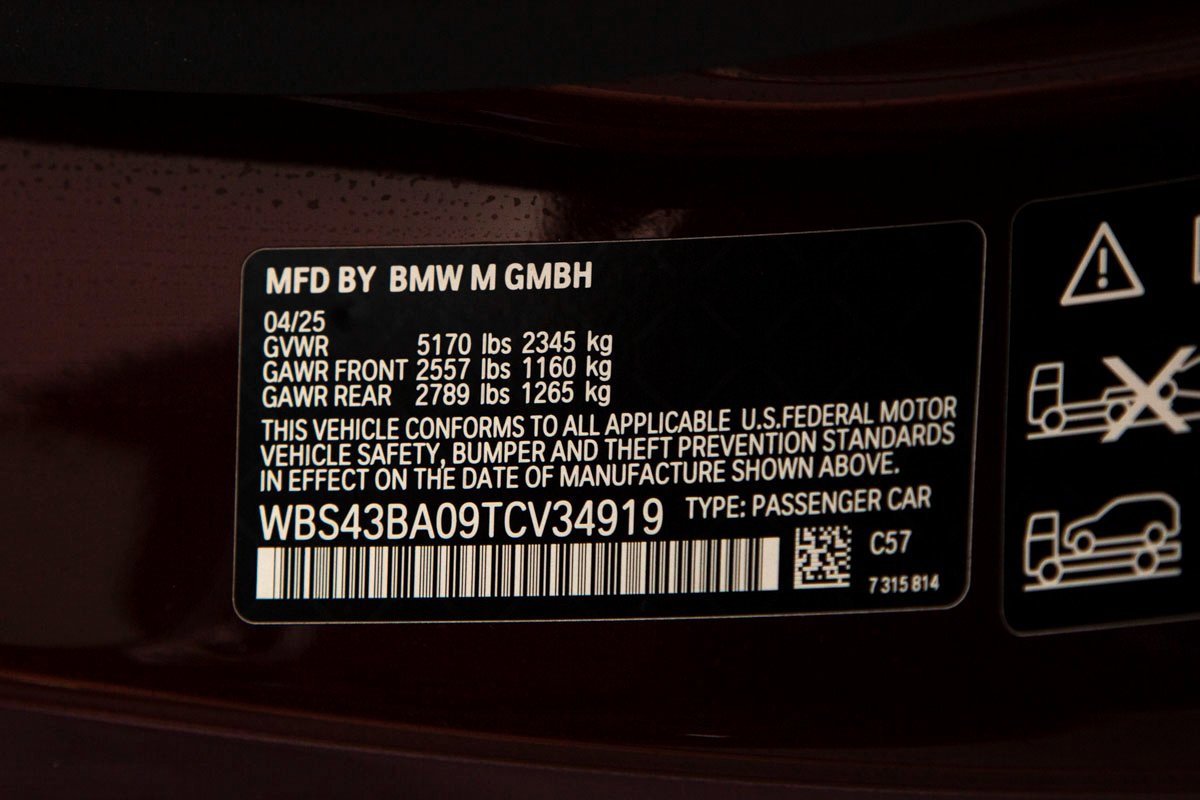 MFD BY BMW M GMBH
04/25
GVWR 5170 lbs 2345 kg
GAWR FRONT 2557 lbs 1160 kg
GAWR REAR 2789 lbs 1265 kg
THIS VEHICLE CONFORMS TO ALL APPLICABLE U.S.FEDERAL MOTOR
VEHICLE SAFETY, BUMPER AND THEFT PREVENTION STANDARDS
IN EFFECT ON THE DATE OF MANUFACTURE SHOWN ABOVE.
WBS43BA09TCV34919 TYPE: PASSENGER CAR
C57
7 315 814